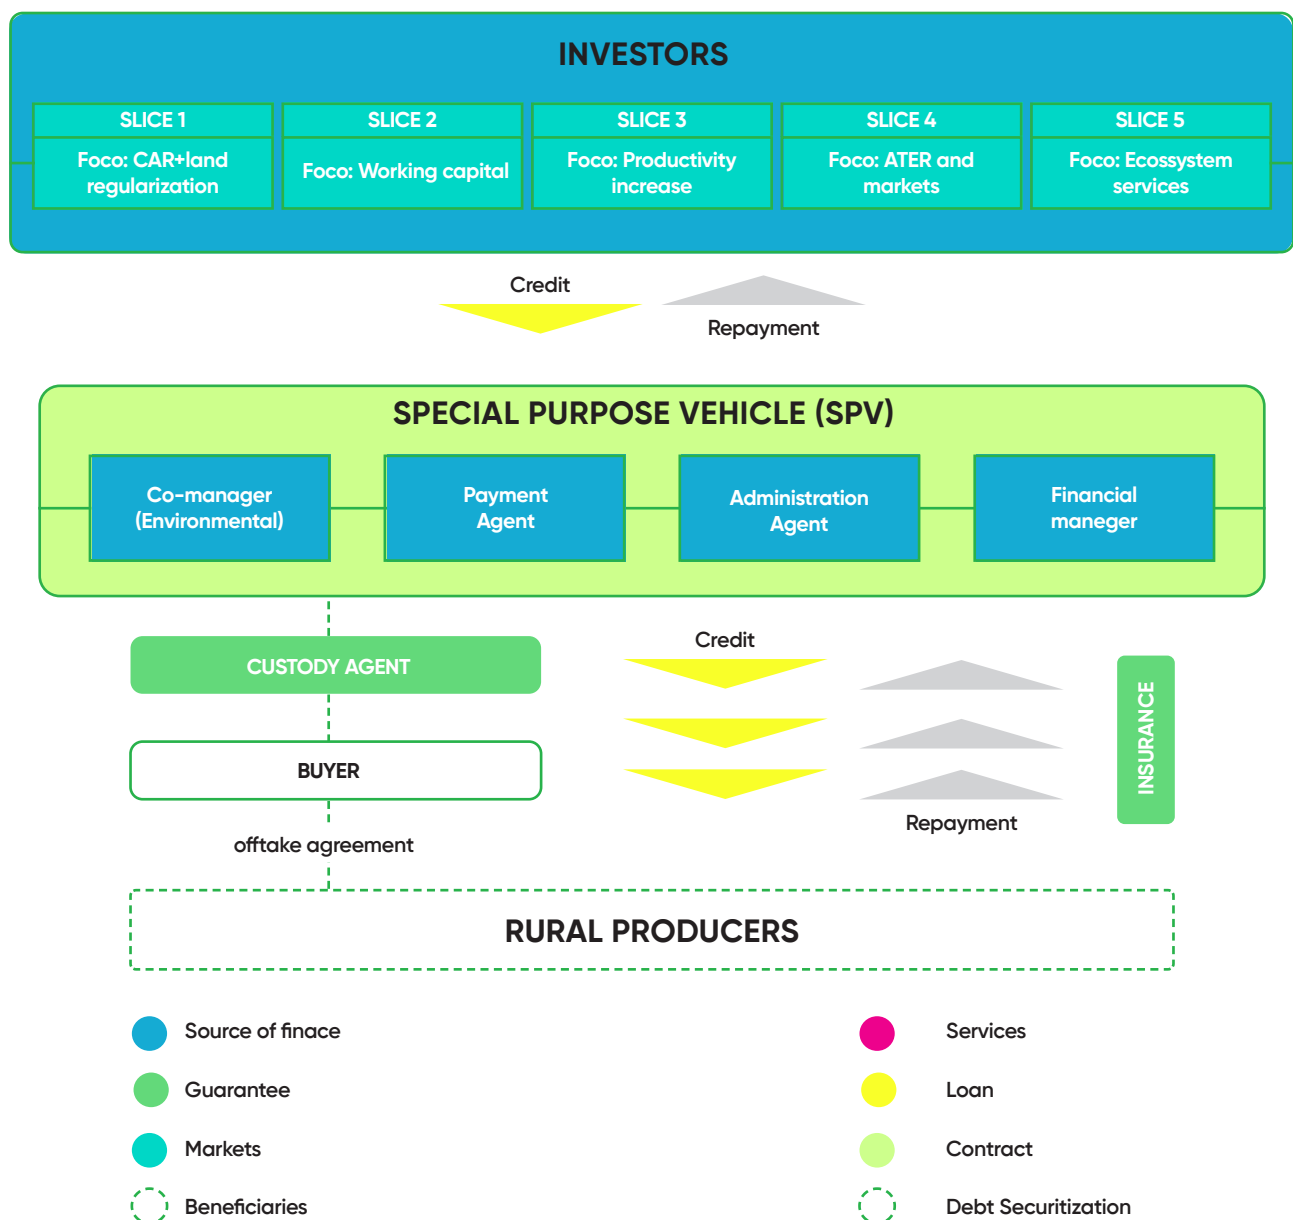 INVESTORS
SLICE 1
Foco: CAR+land
regularization
SLICE 2
Foco: Working capital
SLICE 3
Foco: Productivity
increase
SLICE 4
Foco: ATER and
markets
SLICE 5
Foco: Ecossystem
services
Credit
Repayment
SPECIAL PURPOSE VEHICLE (SPV)
Co-manager
(Environmental)
Payment
Agent
Administration
Agent
Financial
maneger
CUSTODY AGENT
BUYER
offtake agreement
Credit
Repayment
INSURANCE
RURAL PRODUCERS
Source of finace
Guarantee
Markets
Beneficiaries
Services
Loan
Contract
Debt Securitization